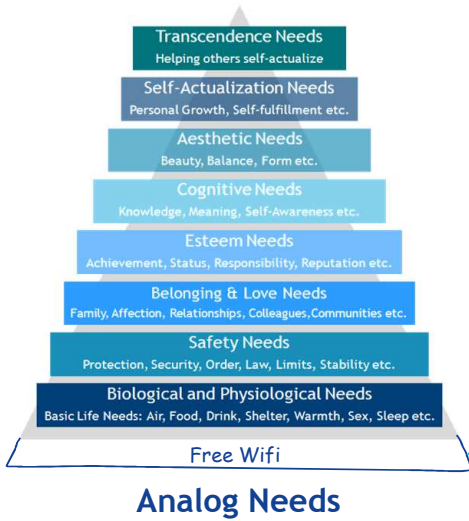 Transcendence Needs
Helping others self-actualize
Self-Actualization Needs
Personal Growth, Self-fulfillment etc.
Aesthetic Needs
Beauty, Balance, Form etc.
Cognitive Needs
Knowledge, Meaning, Self-Awareness etc.
Esteem Needs
Achievement, Status, Responsibility, Reputation etc.
Belonging & Love Needs
Family, Affection, Relationships, Colleagues,Communities etc.
Safety Needs
Protection, Security, Order, Law, Limits, Stability etc.
Biological and Physiological Needs
Basic Life Needs: Air, Food, Drink, Shelter, Warmth, Sex, Sleep etc.
Free Wifi
Analog Needs